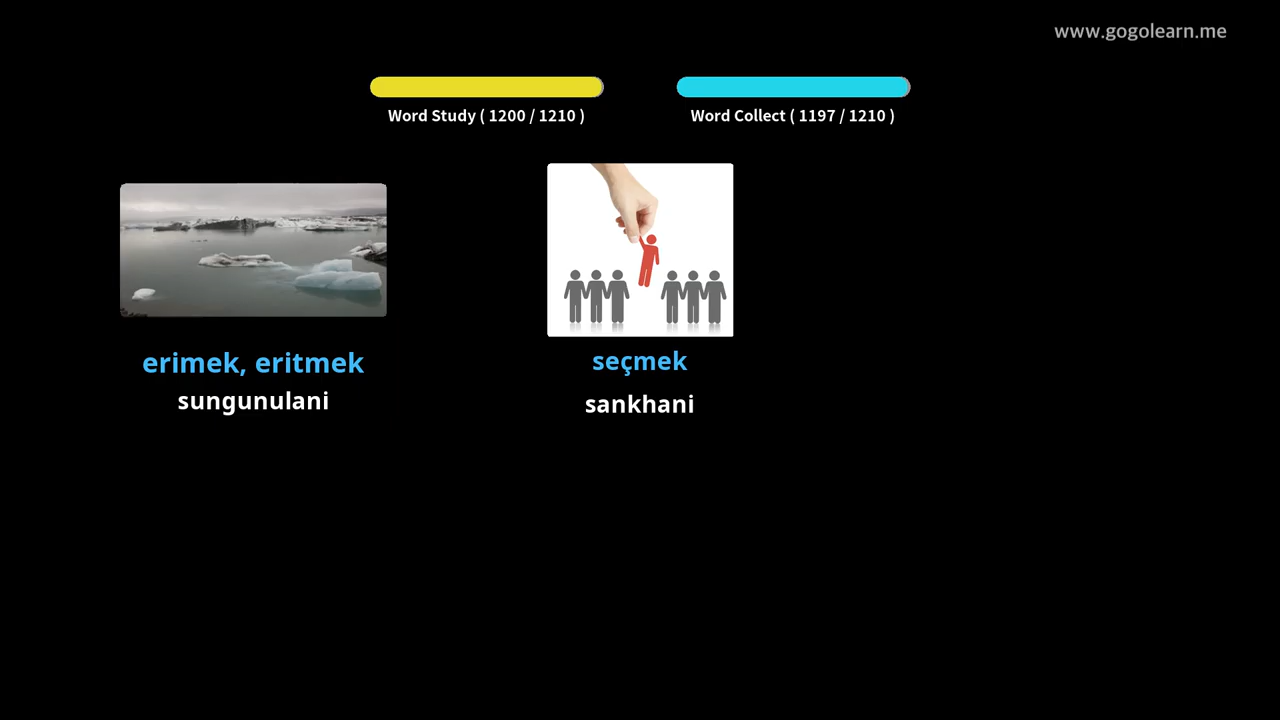 www.gogolearn.me
Word Study ( 1200 / 1210 )
Word Collect ( 1197 / 1210 )
erimek, eritmek
sungunulani
seçmek
sankhani